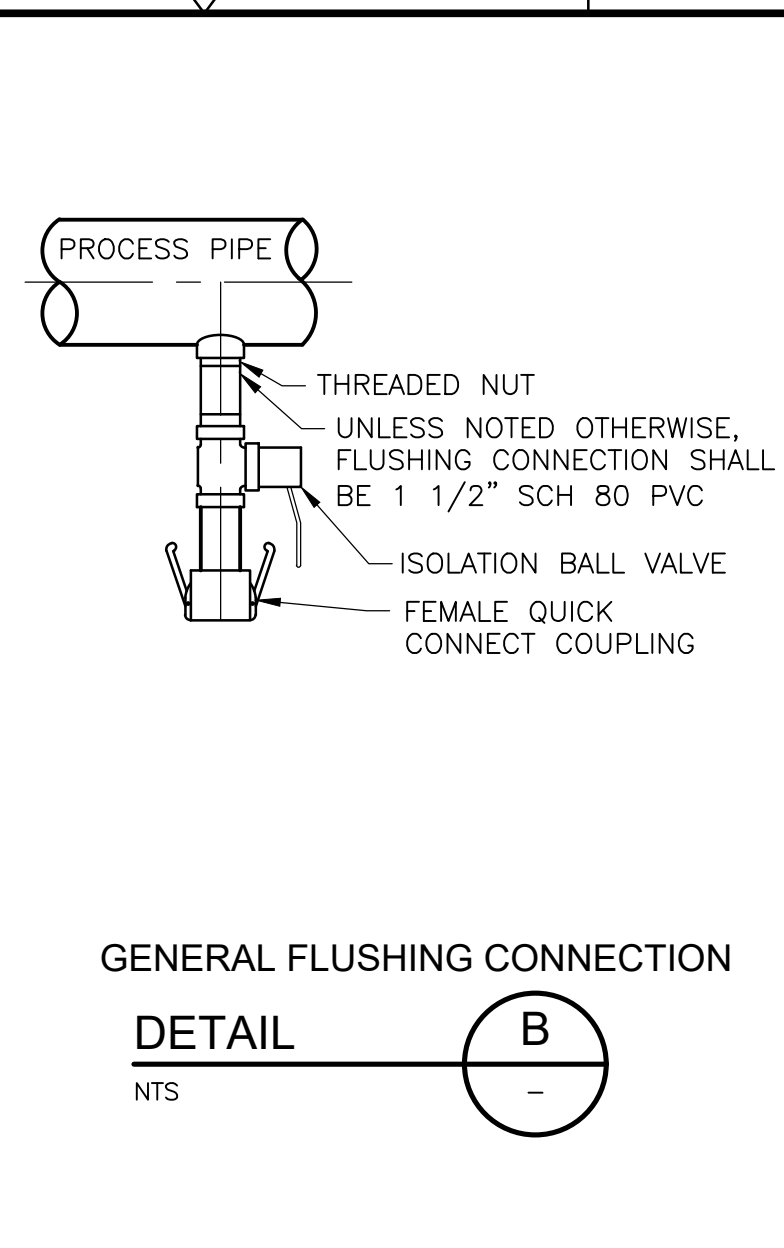 PROCESS PIPE
THREADED NUT
UNLESS NOTED OTHERWISE,
FLUSHING CONNECTION SHALL
BE 1 1/2" SCH 80 PVC
ISOLATION BALL VALVE
FEMALE QUICK
CONNECT COUPLING
GENERAL FLUSHING CONNECTION
DETAIL
B
NTS
–